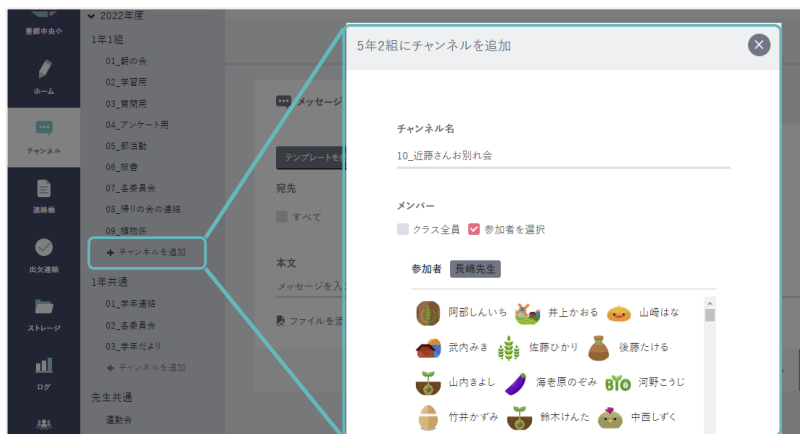 豊郷中央小
ホーム
チャンネル
連絡帳
出欠連絡
ストレージ
ログ
2022年度
1年1組
01_朝の会
02_学習用
03_質問用
04_アンケート用
05_部活動
06_板書
07_各委員会
08_帰りの会の連絡
09_植物係
+ チャンネルを追加
1年共通
01_学年連絡
02_各委員会
03_学年だより
+ チャンネルを追加
先生共通
運動会
メッセージ
テンプレートを使
宛先
すべて
本文
メッセージを入
ファイルを添
5年2組にチャンネルを追加
チャンネル名
10_近藤さんお別れ会
メンバー
クラス全員 参加者を選択
参加者 長嶋先生
阿部しんいち 井上かおる 山崎はな
武内みき 佐藤ひかり 後藤たける
山内きよし 海老原のぞみ BYO 河野こうじ
竹井かずみ 鈴木けんた 中西しずく